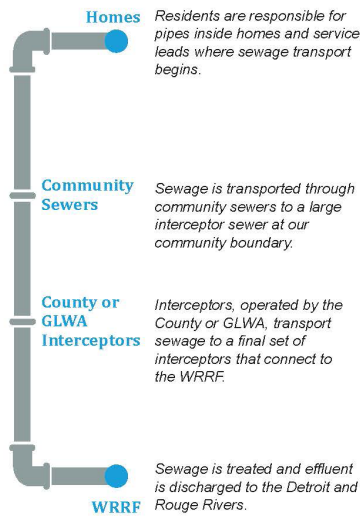 Homes
Residents are responsible for
pipes inside homes and service
leads where sewage transport
begins.
Community
Sewers
Sewage is transported through
community sewers to a large
interceptor sewer at our
community boundary.
County or
GLWA
Interceptors
Interceptors, operated by the
County or GLWA, transport
sewage to a final set of
interceptors that connect to
the WRRF.
WRRF
Sewage is treated and effluent
is discharged to the Detroit and
Rouge Rivers.